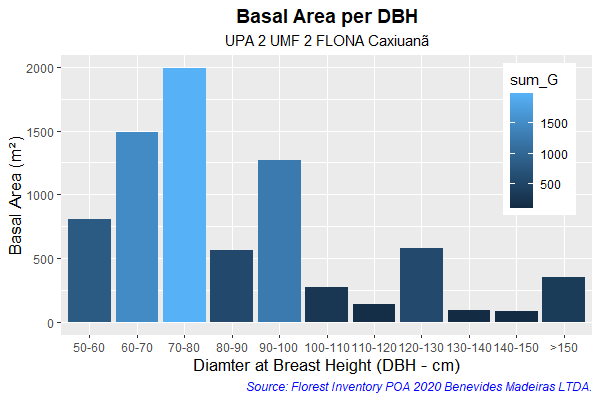 Basal Area per DBH
UPA 2 UMF 2 FLONA Caxiuanã
sum_G
1500
1000
500
Basal Area (m²)
2000
1500
1000
500
0
50-60 60-70 70-80 80-90 90-100 100-110 110-120 120-130 130-140 140-150 >150
Diamter at Breast Height (DBH - cm)
Source: Florest Inventory POA 2020 Benevides Madeiras LTDA.